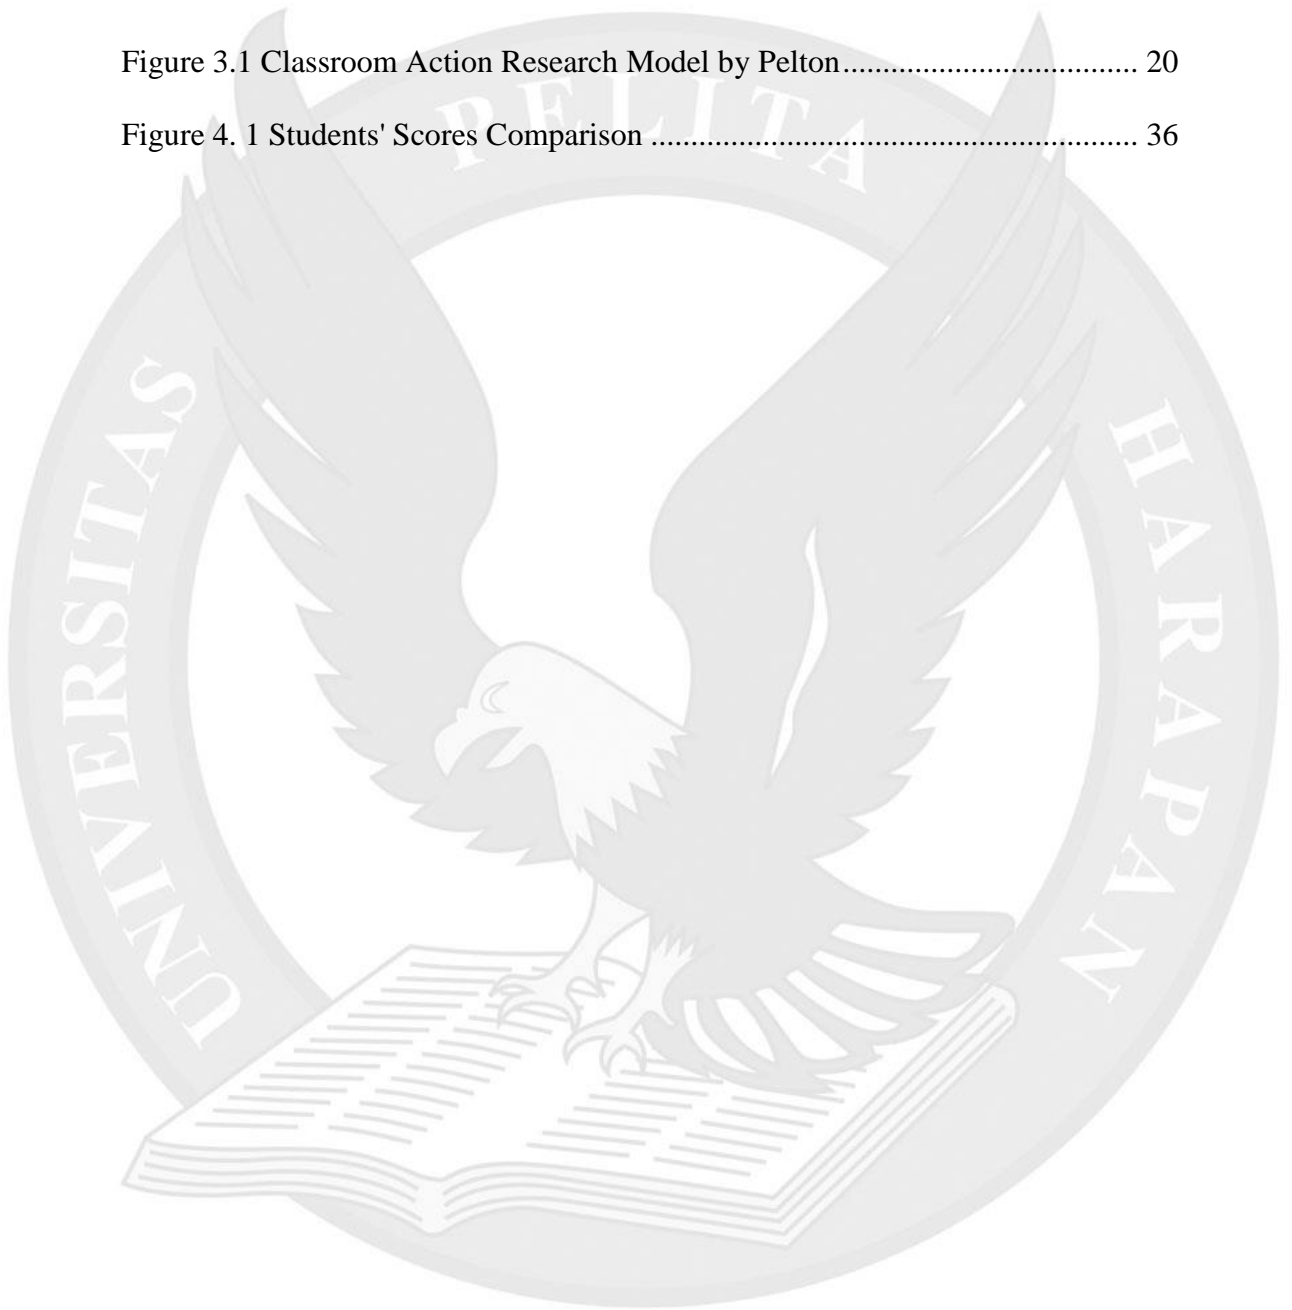 Figure 3.1 Classroom Action Research Model by Pelton..................................... 20
Figure 4. 1 Students' Scores Comparison ............................................................. 36
UNIVERSITAS PELITA HARAPAN